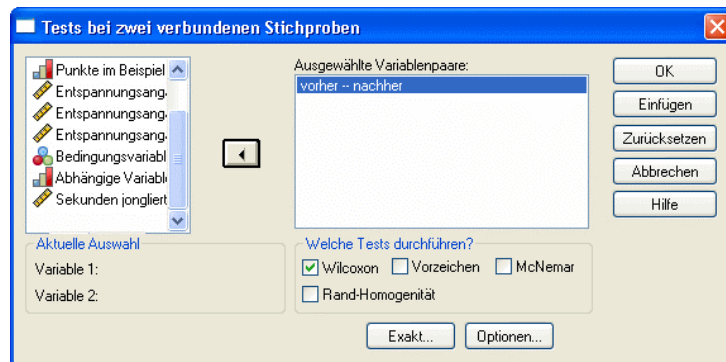 Tests bei zwei verbundenen Stichproben
Punkte im Beispiel
Entspannungsang
Entspannungsang
Entspannungsang
Bedingungsvariabl
Abhängige Variable
Sekunden jongliert
Ausgewählte Variablenpaare:
vorher -- nachher
OK
Einfügen
Zurücksetzen
Abbrechen
Hilfe
Aktuelle Auswahl
Variable 1:
Variable 2:
Welche Tests durchführen?
Wilcoxon Vorzeichen McNemar
Rand-Homogenität
Exakt... Optionen...